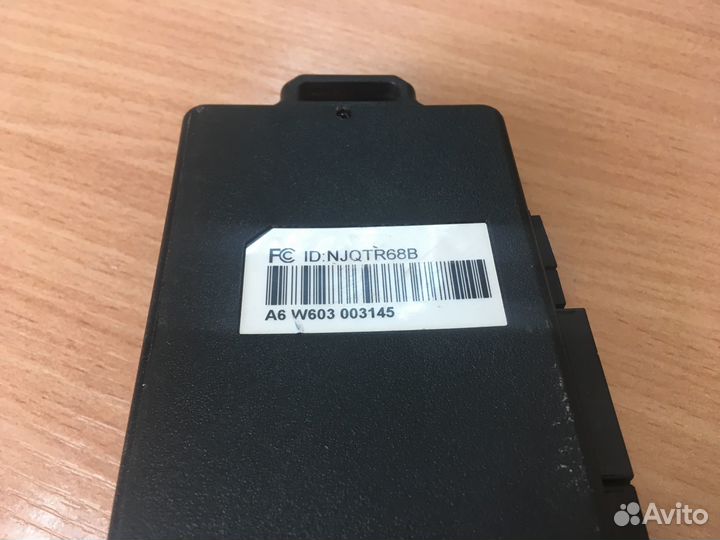 FC ID:NJQTR68B
A6 W603 003145
Avito